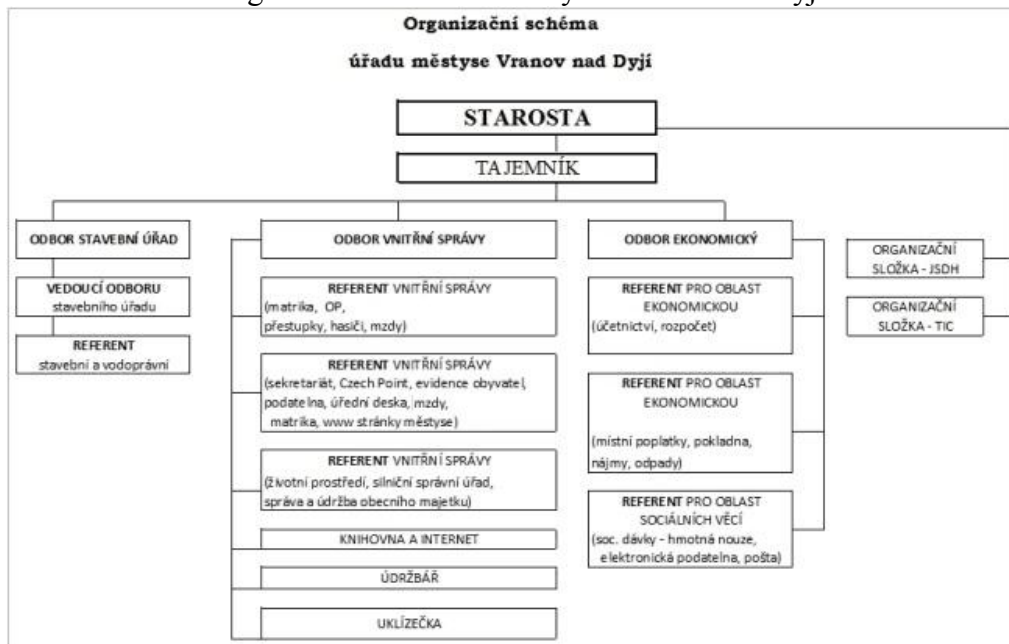 Organizační schéma
úřadu městyse Vranov nad Dyjí
STAROSTA
TAJEMNÍK
ODBOR STAVEBNÍ ÚŘAD
VEDOUCÍ ODBORU
stavebního úřadu
REFERENT
stavební a vodoprávní
ODBOR VNITŘNÍ SPRÁVY
REFERENT VNITŘNÍ SPRÁVY
(matrika, OP,
přestupky, hasiči, mzdy)
REFERENT VNITŘNÍ SPRÁVY
(sekretariát, Czech Point, evidence obyvatel,
podatelna, úřední deska, mzdy,
matrika, www stránky městyse)
REFERENT VNITŘNÍ SPRÁVY
(životní prostředí, silniční správní úřad,
správa a údržba obecního majetku)
KNIHOVNA A INTERNET
ÚDRŽBÁŘ
UKLÍZEČKA
ODBOR EKONOMICKÝ
REFERENT PRO OBLAST
EKONOMICKOU
(účetnictví, rozpočet)
REFERENT PRO OBLAST
EKONOMICKOU
(místní poplatky, pokladna,
nájmy, odpady)
REFERENT PRO OBLAST
SOCIÁLNÍCH VĚCÍ
(soc. dávky - hmotná nouze,
elektronická podatelna, pošta)
ORGANIZAČNÍ
SLOŽKA - JSDH
ORGANIZAČNÍ
SLOŽKA - TIC